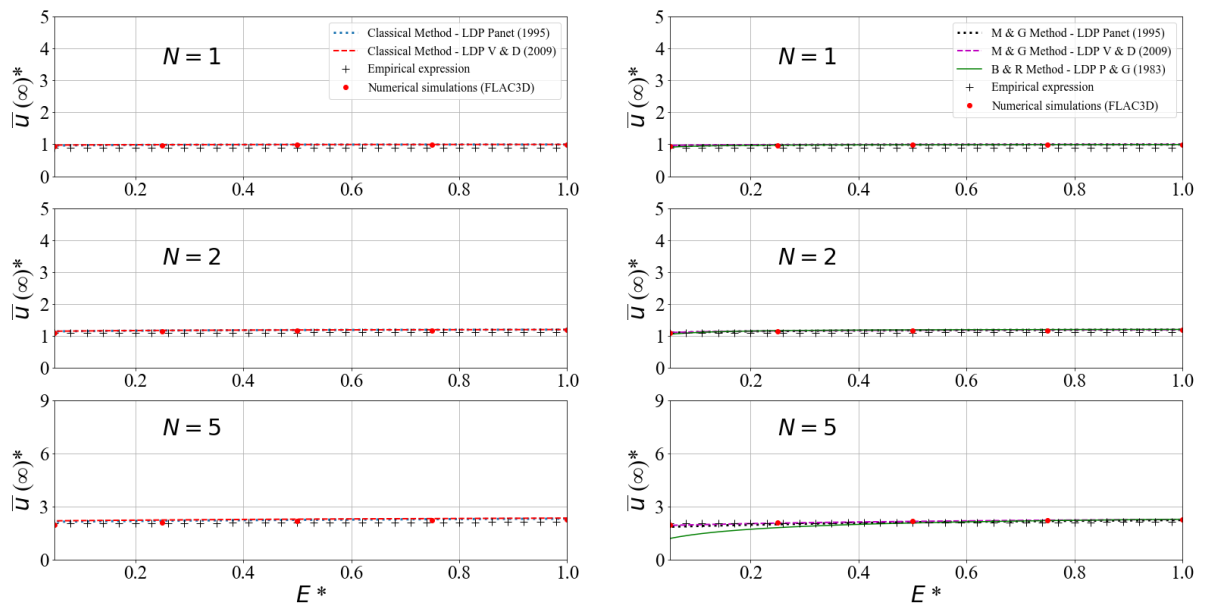 5
4
3
2
1
0
u̅(∞)*
N = 1
Classical Method - LDP Panet (1995)
Classical Method - LDP V & D (2009)
Empirical expression
Numerical simulations (FLAC3D)
0.2 0.4 0.6 0.8 1.0
5
4
3
2
1
0
u̅(∞)*
N = 1
M & G Method - LDP Panet (1995)
M & G Method - LDP V & D (2009)
B & R Method - LDP P & G (1983)
Empirical expression
Numerical simulations (FLAC3D)
0.2 0.4 0.6 0.8 1.0
5
4
3
2
1
0
u̅(∞)*
N = 2
0.2 0.4 0.6 0.8 1.0
5
4
3
2
1
0
u̅(∞)*
N = 2
0.2 0.4 0.6 0.8 1.0
9
6
3
0
u̅(∞)*
N = 5
0.2 0.4 0.6 0.8 1.0
E*
9
6
3
0
u̅(∞)*
N = 5
0.2 0.4 0.6 0.8 1.0
E*